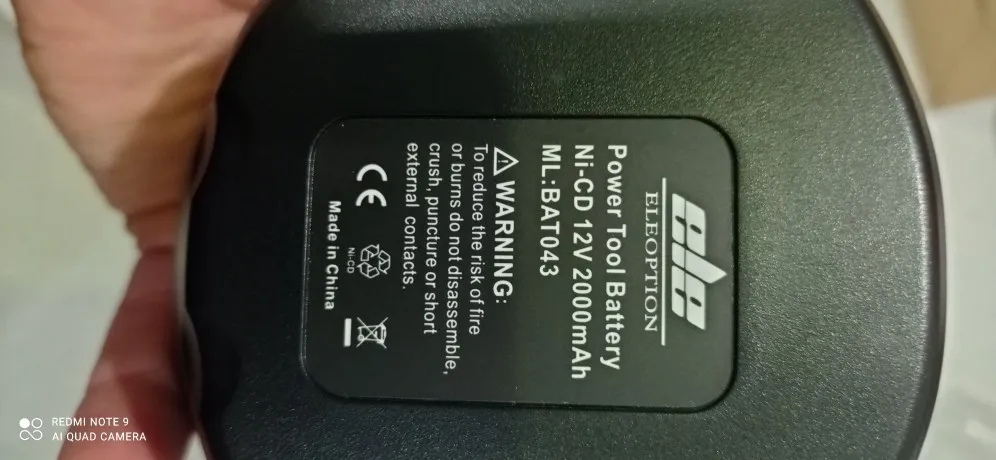 ele
ELEOPTION
Power Tool Battery
Ni-CD 12V 2000mAh
ML:BAT043
WARNING:
To reduce the risk of fire
or burns do not disassemble,
crush, puncture or short
external contacts.
CE
Ni-CD
Made in China
REDMI NOTE 9
AI QUAD CAMERA